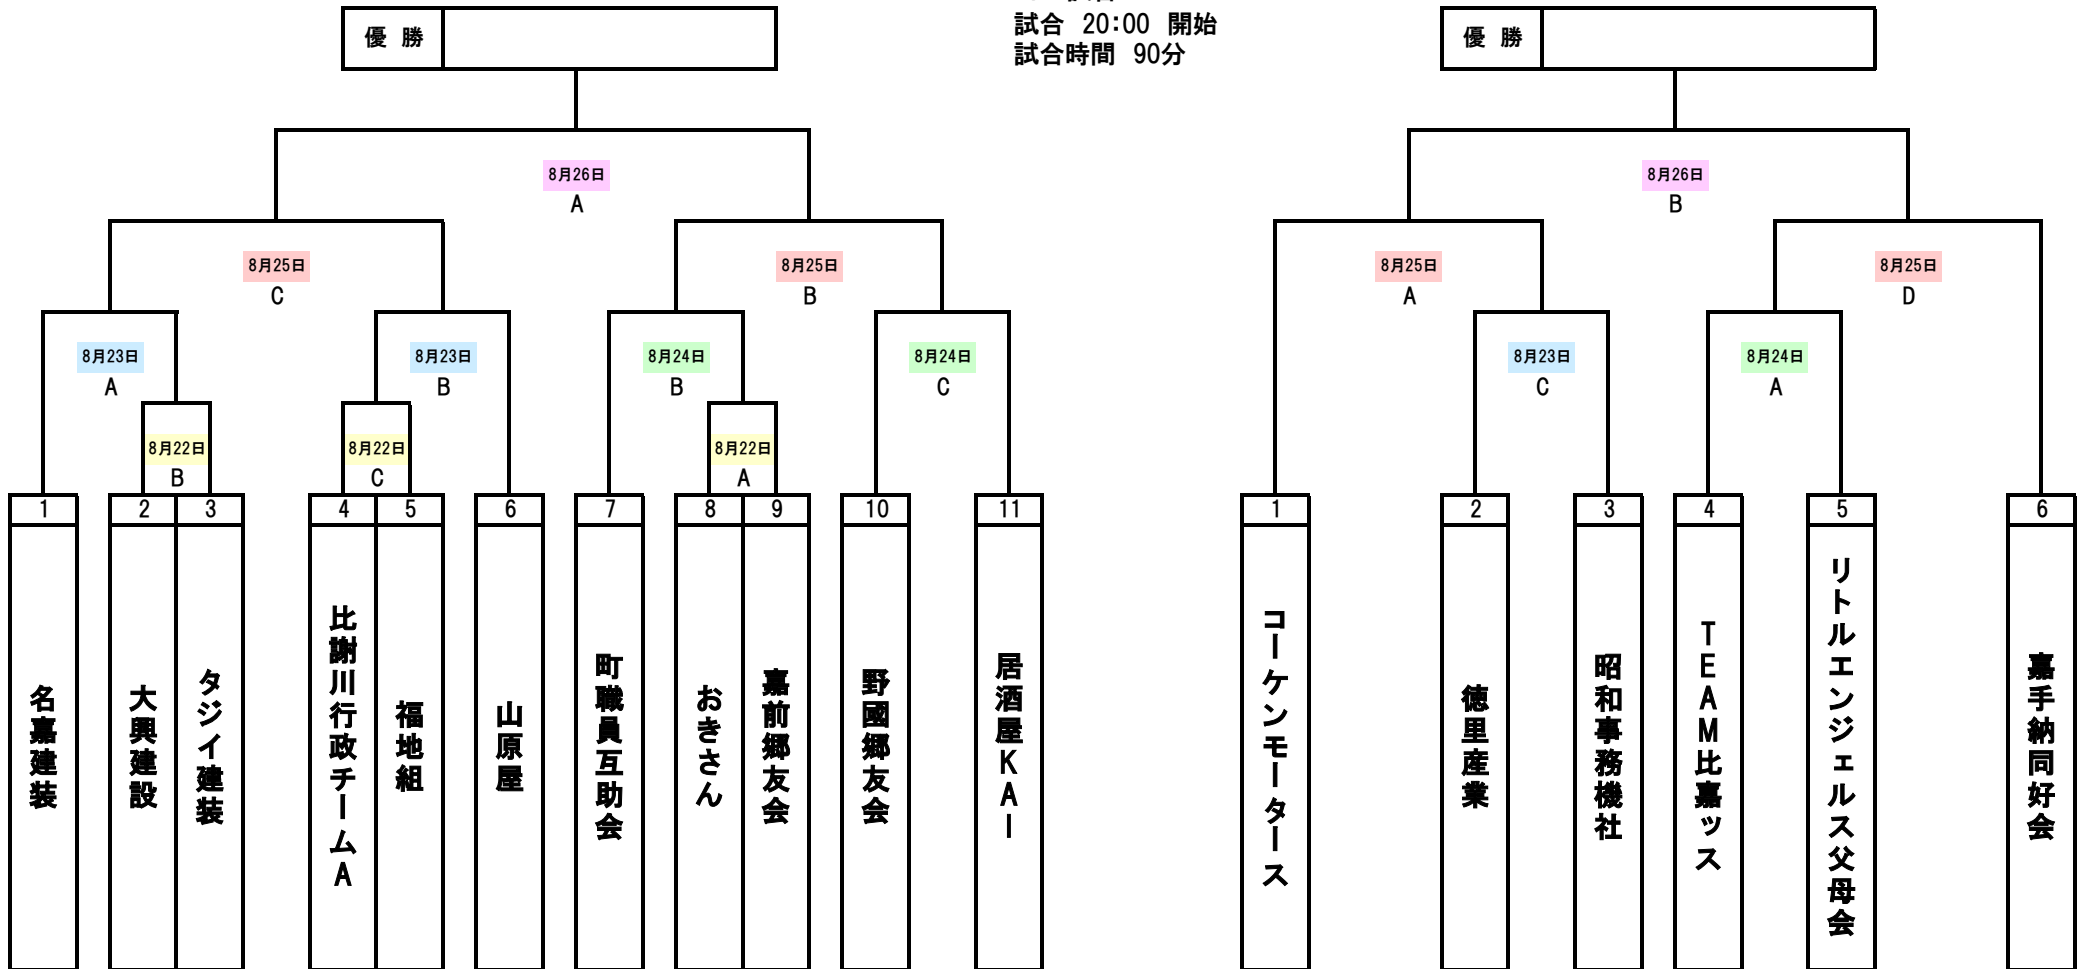 試合 20:00 開始
試合時間 90分
優 勝
優 勝
8月26日
A
8月26日
B
8月25日
C
8月25日
B
8月25日
A
8月25日
D
8月23日
A
8月23日
B
8月24日
B
8月24日
C
8月23日
C
8月24日
A
8月22日
B
8月22日
C
8月22日
A
1
2
3
4
5
6
7
8
9
10
11
1
2
3
4
5
6
名嘉建装
大興建設
タジイ建装
比謝川行政チームA
福地組
山原屋
町職員互助会
おきさん
嘉前郷友会
野國郷友会
居酒屋KAI
コーケンモータース
徳里産業
昭和事務機社
TEAM比嘉ッス
リトルエンジェルス父母会
嘉手納同好会